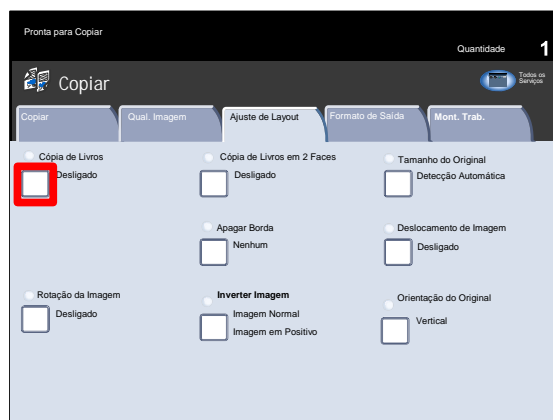 Pronta para Copiar
Quantidade 1
Copiar
Todos os
Serviços
Copiar Qual. Imagem Ajuste de Layout Formato de Saída Mont. Trab.
Cópia de Livros
Desligado
Cópia de Livros em 2 Faces
Desligado
Tamanho do Original
Detecção Automática
Apagar Borda
Nenhum
Deslocamento de Imagem
Desligado
Rotação da Imagem
Desligado
Inverter Imagem
Imagem Normal
Imagem em Positivo
Orientação do Original
Vertical